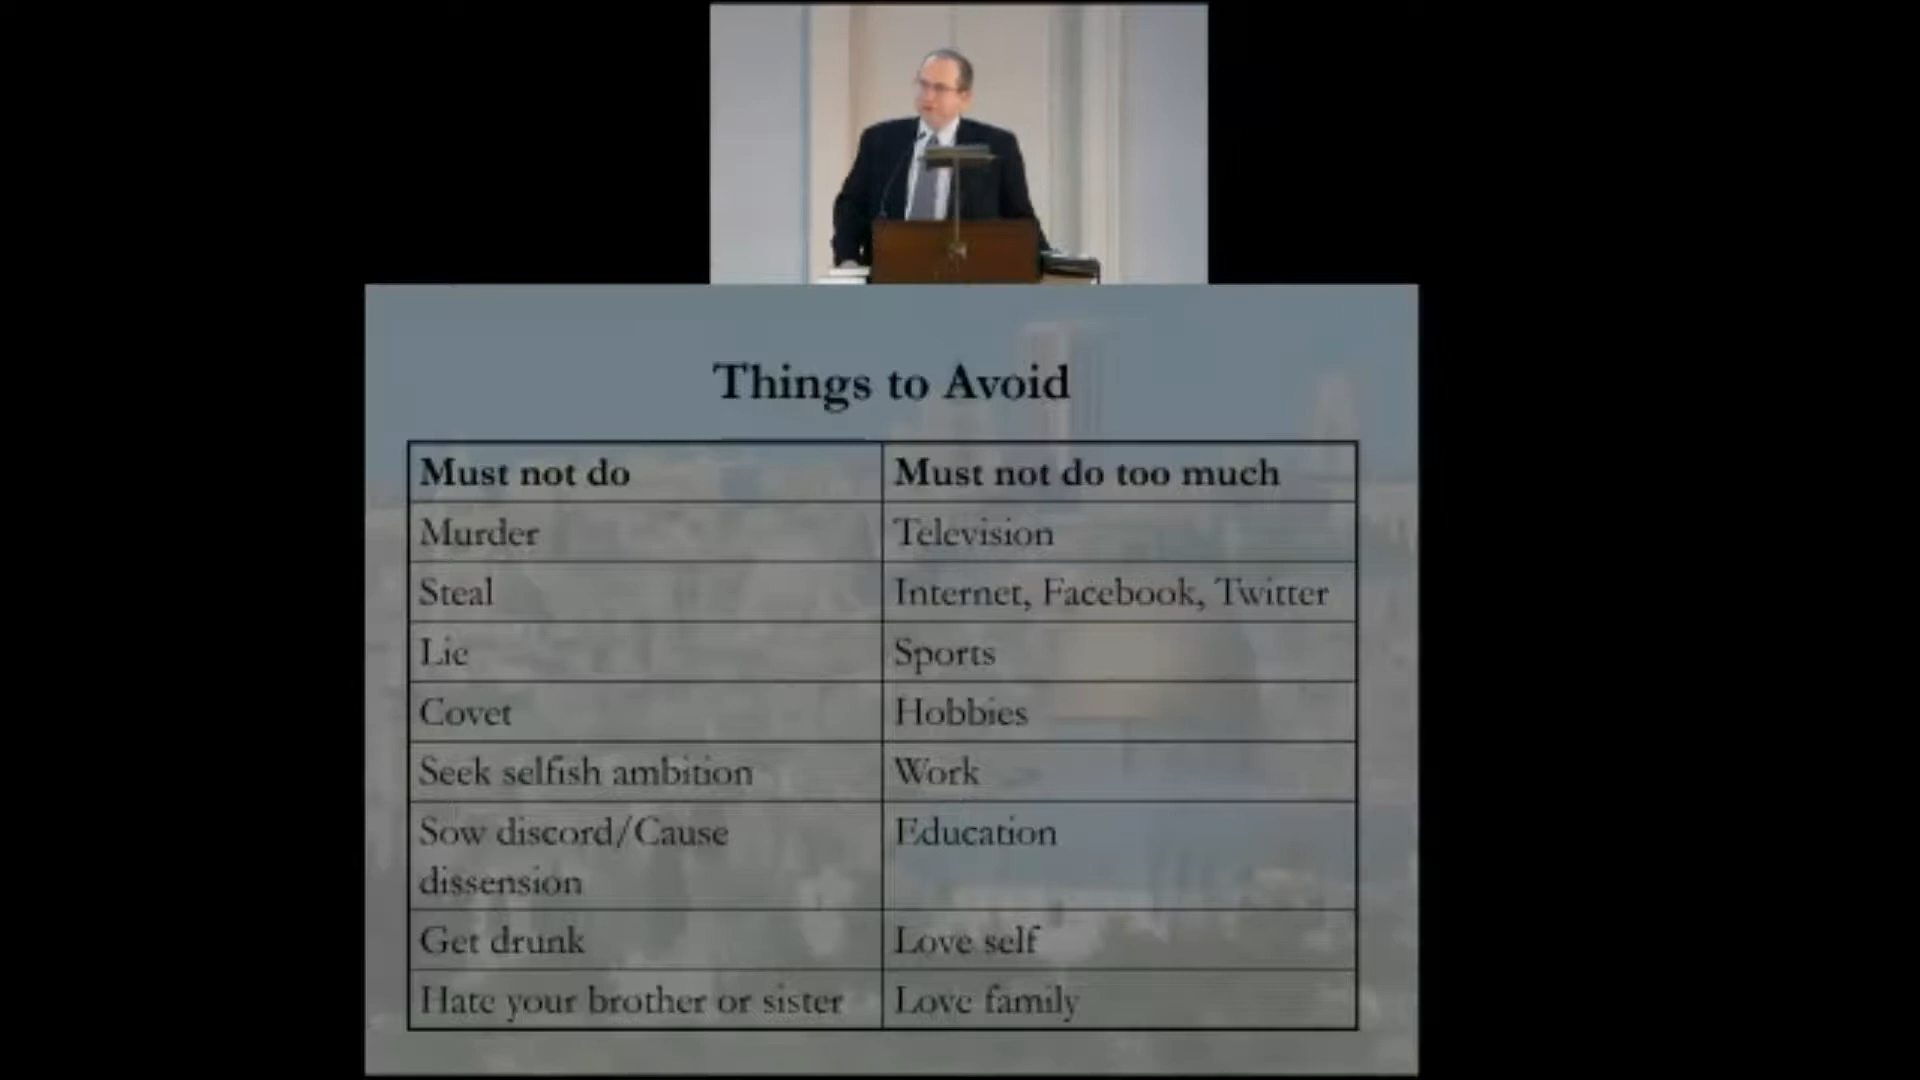 Things to Avoid
Must not do
Must not do too much
Murder
Television
Steal
Internet, Facebook, Twitter
Lie
Sports
Covet
Hobbies
Seek selfish ambition
Work
Sow discord/Cause
dissension
Education
Get drunk
Love self
Hate your brother or sister
Love family